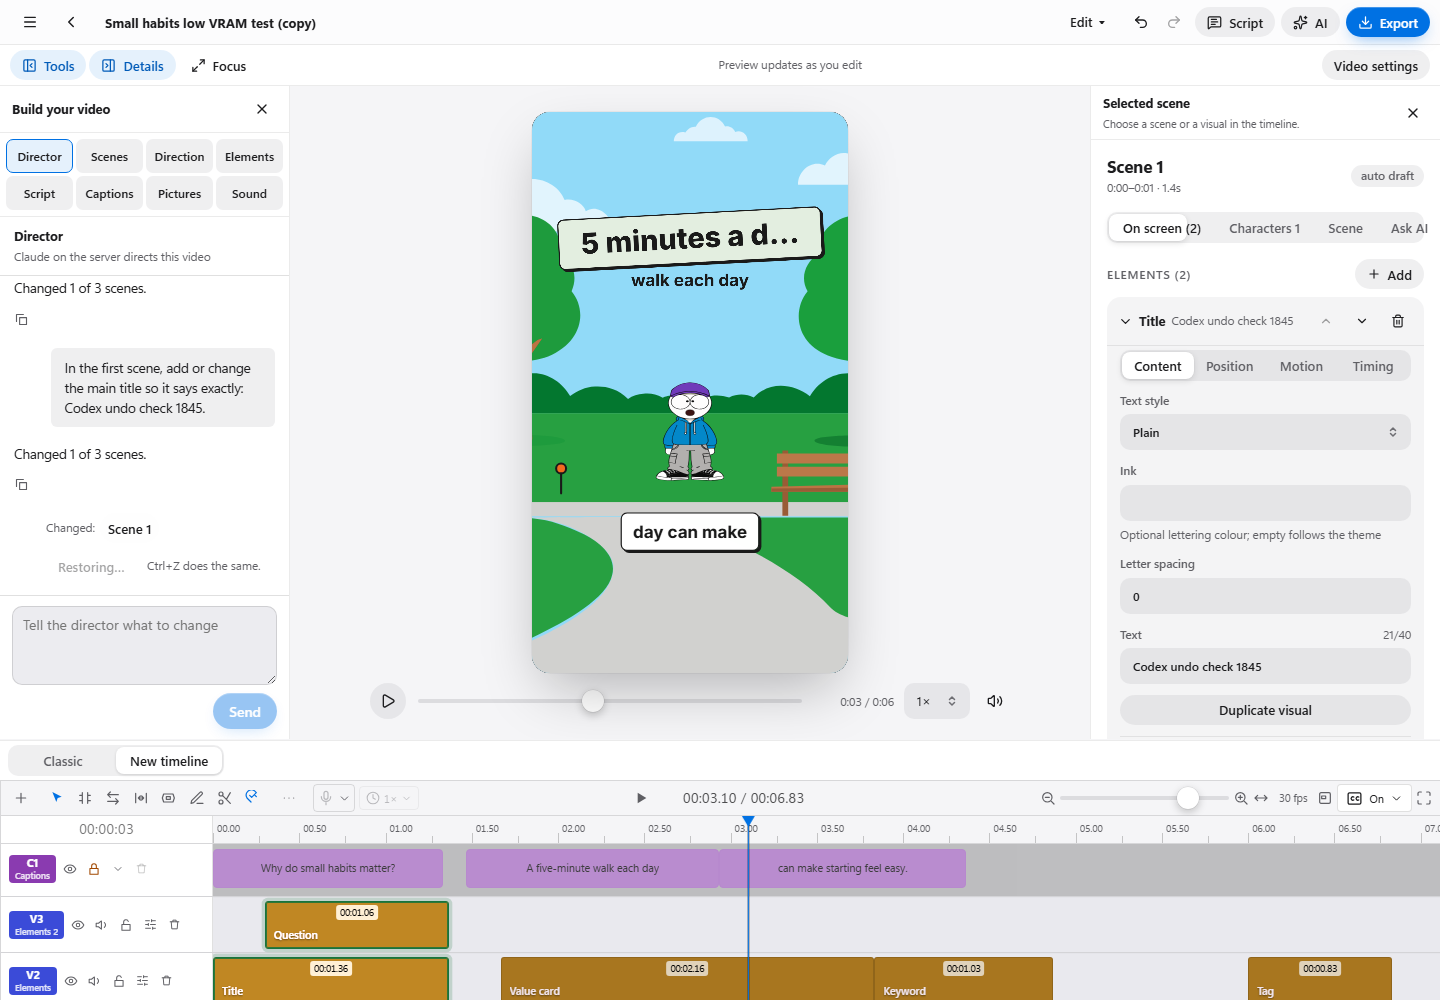 Small habits low VRAM test (copy)
Edit
Script
AI
Export
Tools
Details
Focus
Preview updates as you edit
Video settings
Build your video
Director
Scenes
Direction
Elements
Script
Captions
Pictures
Sound
Director
Claude on the server directs this video
Changed 1 of 3 scenes.
In the first scene, add or change
the main title so it says exactly:
Codex undo check 1845.
Changed 1 of 3 scenes.
Changed: Scene 1
Restoring... Ctrl+Z does the same.
Tell the director what to change
Send
5 minutes a d...
walk each day
day can make
0:03 / 0:06
1×
Selected scene
Choose a scene or a visual in the timeline.
Scene 1
0:00–0:01 · 1.4s
auto draft
On screen (2)
Characters 1
Scene
Ask AI
ELEMENTS (2)
Add
Title Codex undo check 1845
Content
Position
Motion
Timing
Text style
Plain
Ink
Optional lettering colour; empty follows the theme
Letter spacing
0
Text 21/40
Codex undo check 1845
Duplicate visual
Classic
New timeline
1×
00:03.10 / 00:06.83
30 fps
CC On
00:00:03
00.00 00.50 01.00 01.50 02.00 02.50 03.00 03.50 04.00 04.50 05.00 05.50 06.00 06.50 07.0
C1
Captions
Why do small habits matter?
A five-minute walk each day
can make starting feel easy.
V3
Elements 2
00:01.06
Question
V2
Elements
00:01.36
Title
00:02.16
Value card
00:01.03
Keyword
00:00.83
Tag